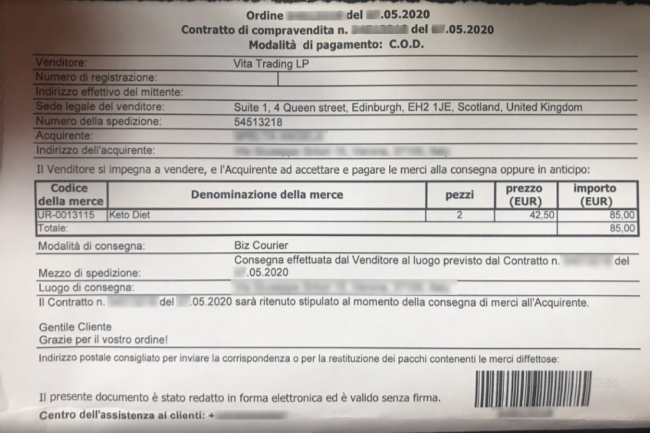 Ordine del .05.2020
Contratto di compravendita n. del .05.2020
Modalità di pagamento: C.O.D.
Venditore: Vita Trading LP
Numero di registrazione:
Indirizzo effettivo del mittente:
Sede legale del venditore: Suite 1, 4 Queen street, Edinburgh, EH2 1JE, Scotland, United Kingdom
Numero della spedizione: 54513218
Acquirente:
Indirizzo dell'acquirente:
Il Venditore si impegna a vendere, e l'Acquirente ad accettare e pagare le merci alla consegna oppure in anticipo:
Codice della merce Denominazione della merce pezzi prezzo (EUR) importo (EUR)
UR-0013115 Keto Diet 2 42,50 85,00
Totale: 85,00
Modalità di consegna: Biz Courier
Mezzo di spedizione: Consegna effettuata dal Venditore al luogo previsto dal Contratto n. del
.05.2020
Luogo di consegna:
Il Contratto n. del .05.2020 sarà ritenuto stipulato al momento della consegna di merci all'Acquirente.
Gentile Cliente
Grazie per il vostro ordine!
Indirizzo postale consigliato per inviare la corrispondenza o per la restituzione dei pacchi contenenti le merci difettose:
Il presente documento è stato redatto in forma elettronica ed è valido senza firma.
Centro dell'assistenza ai clienti: +